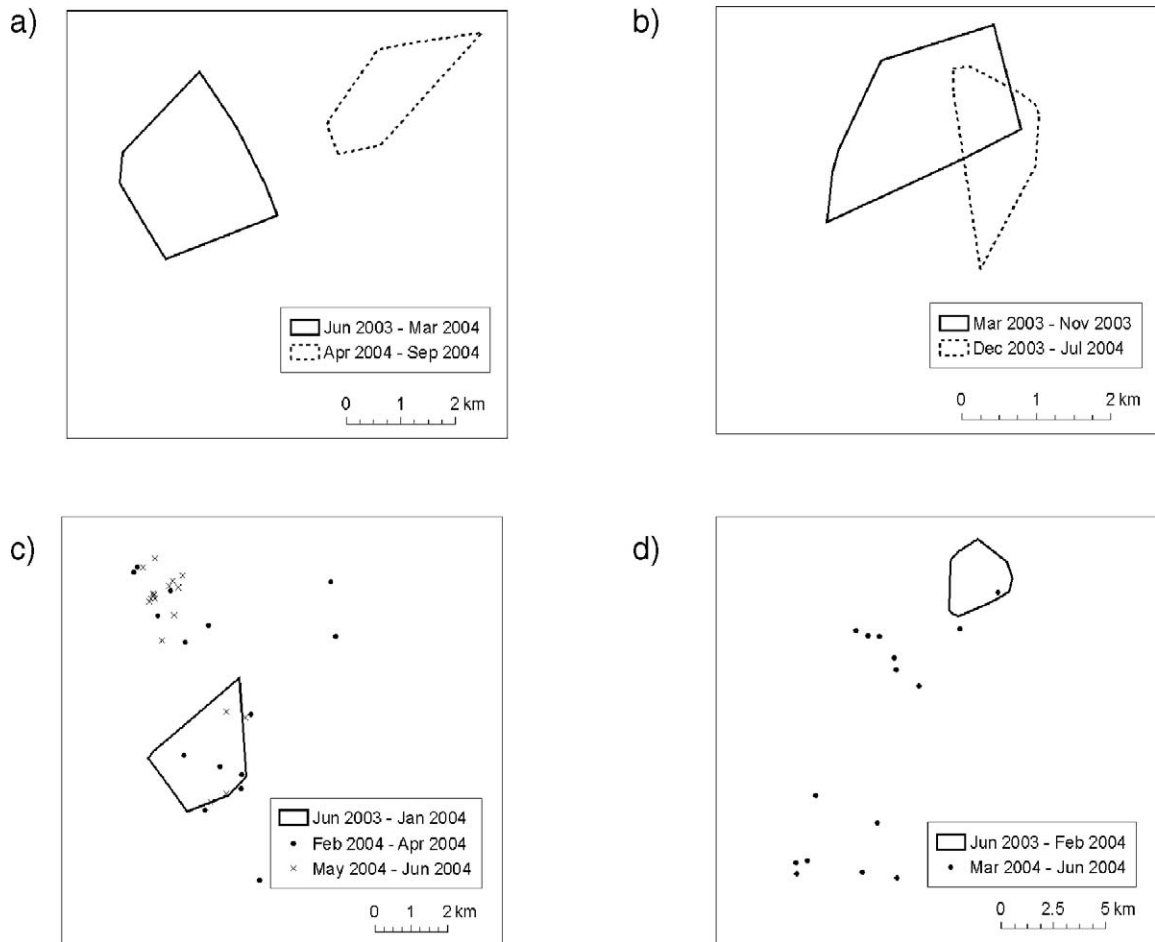 a)
Jun 2003 - Mar 2004
Apr 2004 - Sep 2004
0 1 2 km
b)
Mar 2003 - Nov 2003
Dec 2003 - Jul 2004
0 1 2 km
c)
Jun 2003 - Jan 2004
Feb 2004 - Apr 2004
May 2004 - Jun 2004
0 1 2 km
d)
Jun 2003 - Feb 2004
Mar 2004 - Jun 2004
0 2.5 5 km